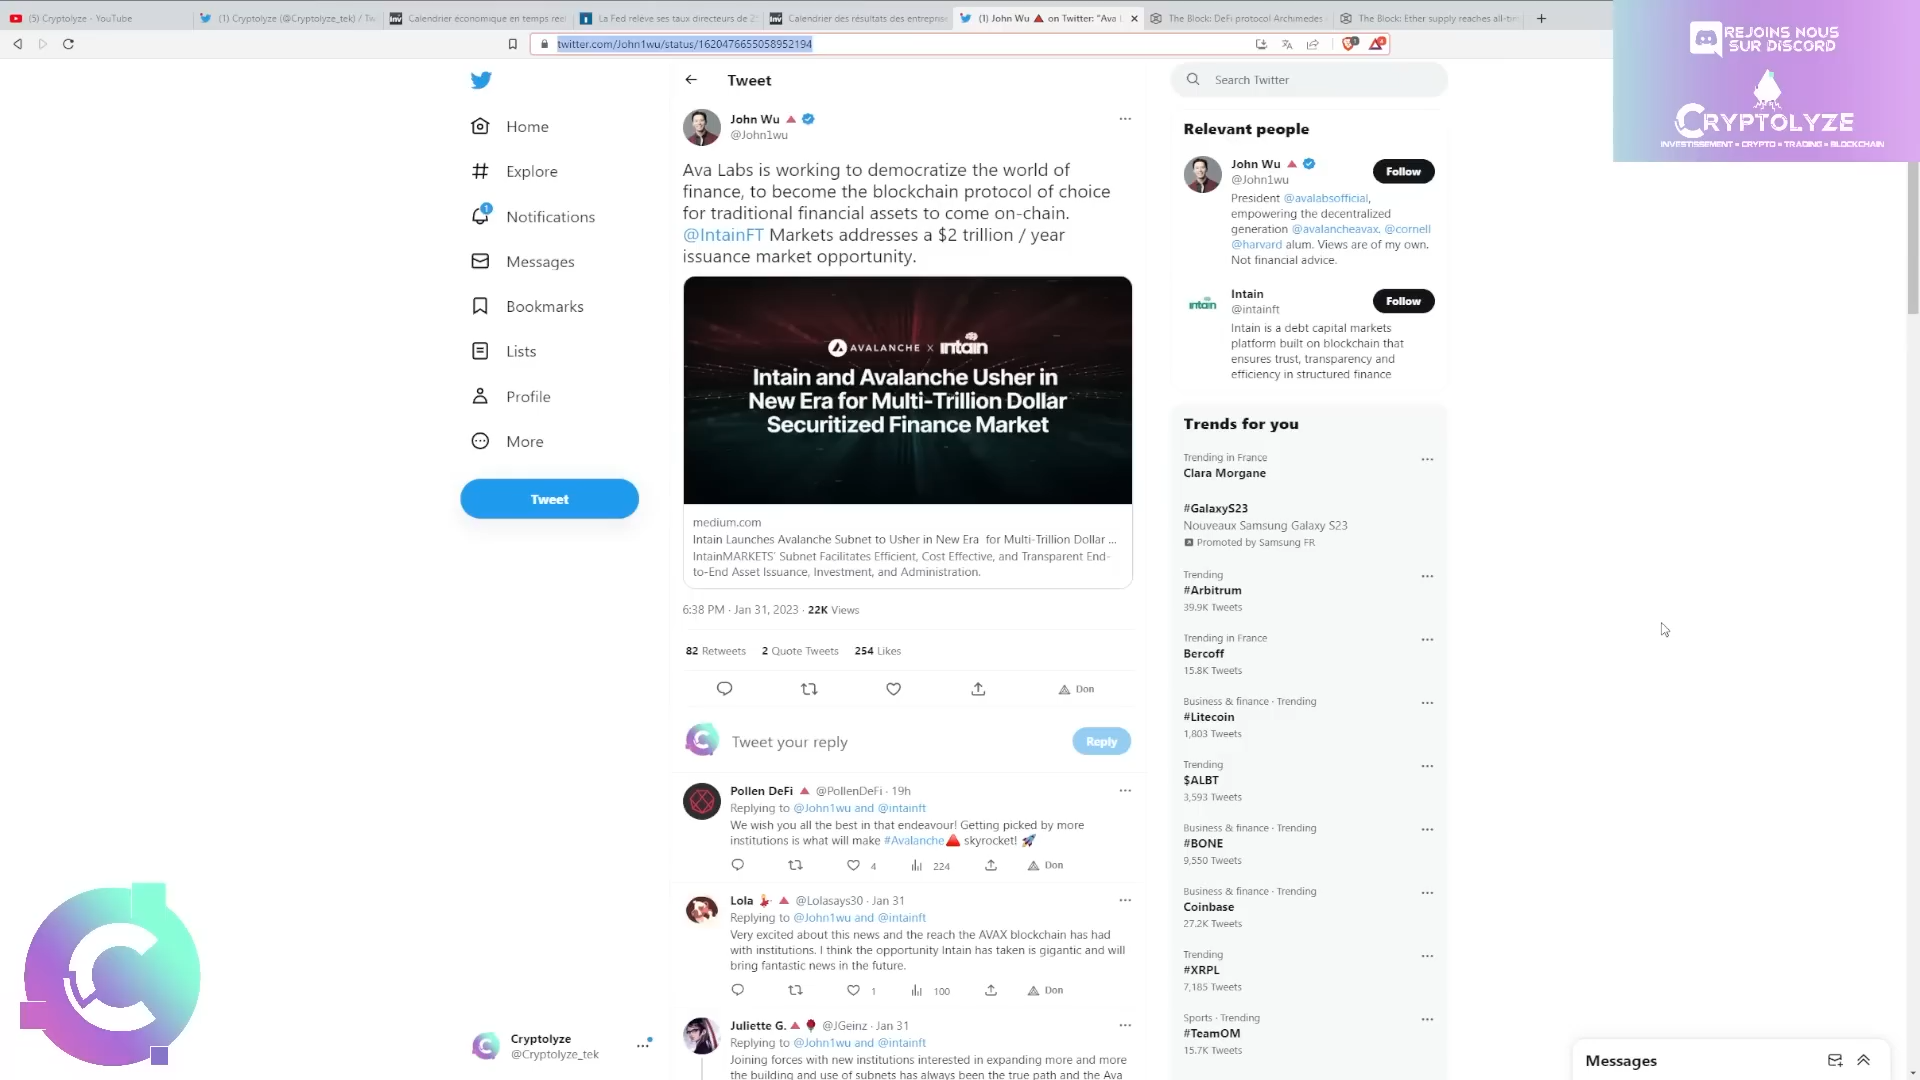 (5) Cryptolyze - YouTube
(1) Cryptolyze (@Cryptolyze_tek) / Tw
Calendrier économique en temps rée
La Fed relève ses taux directeurs de 2
Calendrier des résultats des entreprise
(1) John Wu 🔺 on Twitter: "Ava L
The Block: DeFi protocol Archimedes
The Block: Ether supply reaches all-tim
twitter.com/John1wu/status/1620476655058952194
REJOINS NOUS
SUR DISCORD
CRYPTOLYZE
INVESTISSEMENT • CRYPTO • TRADING • BLOCKCHAIN
Home
Explore
1
Notifications
Messages
Bookmarks
Lists
Profile
More
Tweet
Cryptolyze
@Cryptolyze_tek
Tweet
John Wu 🔺
@John1wu
Ava Labs is working to democratize the world of
finance, to become the blockchain protocol of choice
for traditional financial assets to come on-chain.
@IntainFT Markets addresses a $2 trillion / year
issuance market opportunity.
AVALANCHE x intain
Intain and Avalanche Usher in
New Era for Multi-Trillion Dollar
Securitized Finance Market
medium.com
Intain Launches Avalanche Subnet to Usher in New Era for Multi-Trillion Dollar ...
IntainMARKETS' Subnet Facilitates Efficient, Cost Effective, and Transparent End-
to-End Asset Issuance, Investment, and Administration.
6:38 PM · Jan 31, 2023 · 22K Views
82 Retweets 2 Quote Tweets 254 Likes
Don
Tweet your reply
Reply
Pollen DeFi 🔺 @PollenDeFi · 19h
Replying to @John1wu and @intainft
We wish you all the best in that endeavour! Getting picked by more
institutions is what will make #Avalanche🔺 skyrocket! 🚀
4 224 Don
Lola 💃 🔺 @Lolasays30 · Jan 31
Replying to @John1wu and @intainft
Very excited about this news and the reach the AVAX blockchain has had
with institutions. I think the opportunity Intain has taken is gigantic and will
bring fantastic news in the future.
1 100 Don
Juliette G. 🔺 🌹 @JGeinz · Jan 31
Replying to @John1wu and @intainft
Joining forces with new institutions interested in expanding more and more
the building and use of subnets has always been the true path and the Ava
Search Twitter
Relevant people
John Wu 🔺
@John1wu
Follow
President @avalabsofficial,
empowering the decentralized
generation @avalancheavax. @cornell
@harvard alum. Views are of my own.
Not financial advice.
intain
Intain
@intainft
Follow
Intain is a debt capital markets
platform built on blockchain that
ensures trust, transparency and
efficiency in structured finance
Trends for you
Trending in France
Clara Morgane
#GalaxyS23
Nouveaux Samsung Galaxy S23
Promoted by Samsung FR
Trending
#Arbitrum
39.9K Tweets
Trending in France
Bercoff
15.8K Tweets
Business & finance · Trending
#Litecoin
1,803 Tweets
Trending
$ALBT
3,593 Tweets
Business & finance · Trending
#BONE
9,550 Tweets
Business & finance · Trending
Coinbase
27.2K Tweets
Trending
#XRPL
7,185 Tweets
Sports · Trending
#TeamOM
15.7K Tweets
Messages